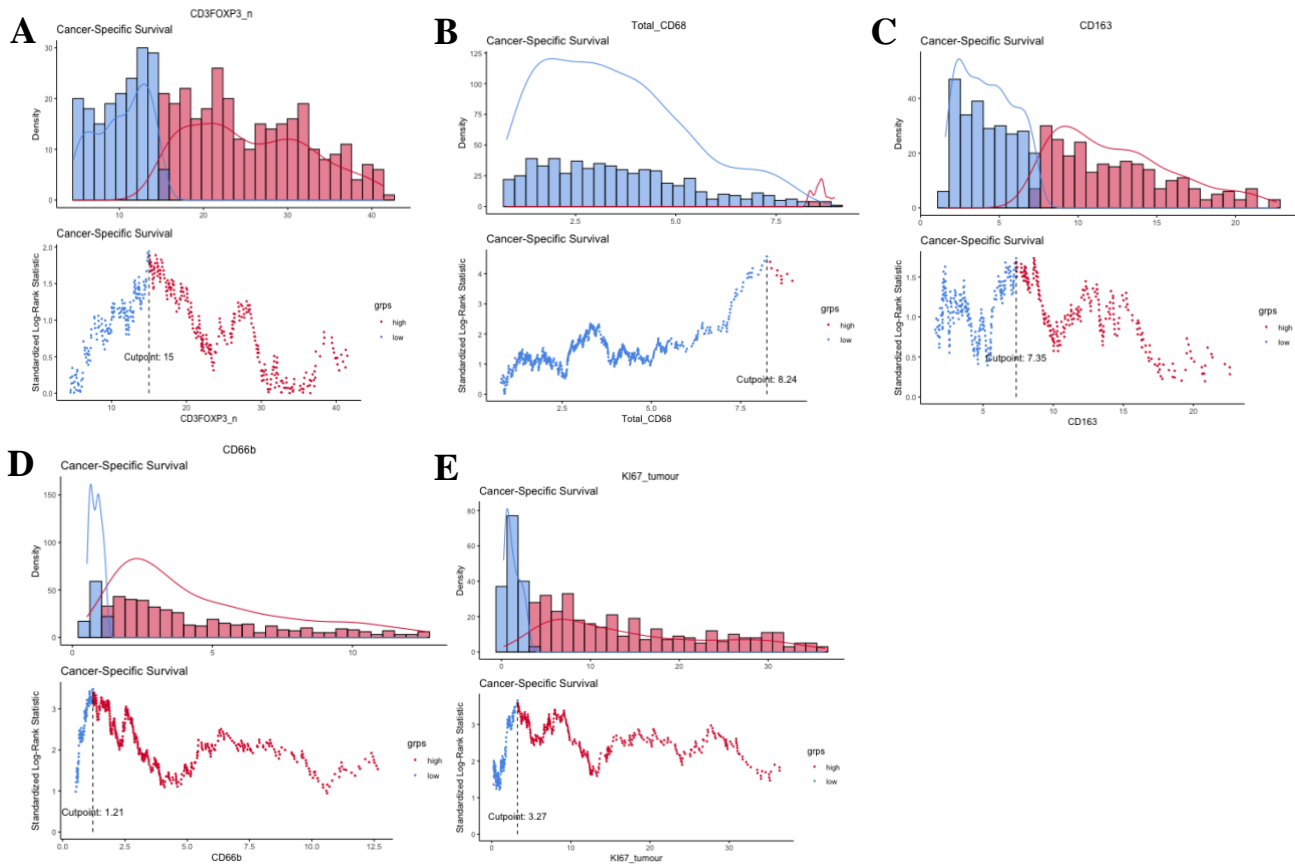 A
CD3FOXP3_n
Cancer-Specific Survival
Density
30
20
10
0
10
20
30
40
Cancer-Specific Survival
Standardized Log-Rank Statistic
2.0
1.5
1.0
0.5
0.0
Cutpoint: 15
grps
high
low
10
20
30
40
CD3FOXP3_n
B
Total_CD68
Cancer-Specific Survival
Density
125
100
75
50
25
0
2.5
5.0
7.5
Cancer-Specific Survival
Standardized Log-Rank Statistic
4
3
2
1
0
Cutpoint: 8.24
grps
high
low
2.5
5.0
7.5
Total_CD68
C
CD163
Cancer-Specific Survival
Density
40
20
0
0
5
10
15
20
Cancer-Specific Survival
Standardized Log-Rank Statistic
1.5
1.0
0.5
0.0
Cutpoint: 7.35
grps
high
low
5
10
15
20
CD163
D
CD66b
Cancer-Specific Survival
Density
150
100
50
0
0
5
10
Cancer-Specific Survival
Standardized Log-Rank Statistic
3
2
1
0
Cutpoint: 1.21
grps
high
low
0.0
2.5
5.0
7.5
10.0
12.5
CD66b
E
KI67_tumour
Cancer-Specific Survival
Density
80
60
40
20
0
0
10
20
30
Cancer-Specific Survival
Standardized Log-Rank Statistic
3
2
1
0
Cutpoint: 3.27
grps
high
low
0
10
20
30
KI67_tumour